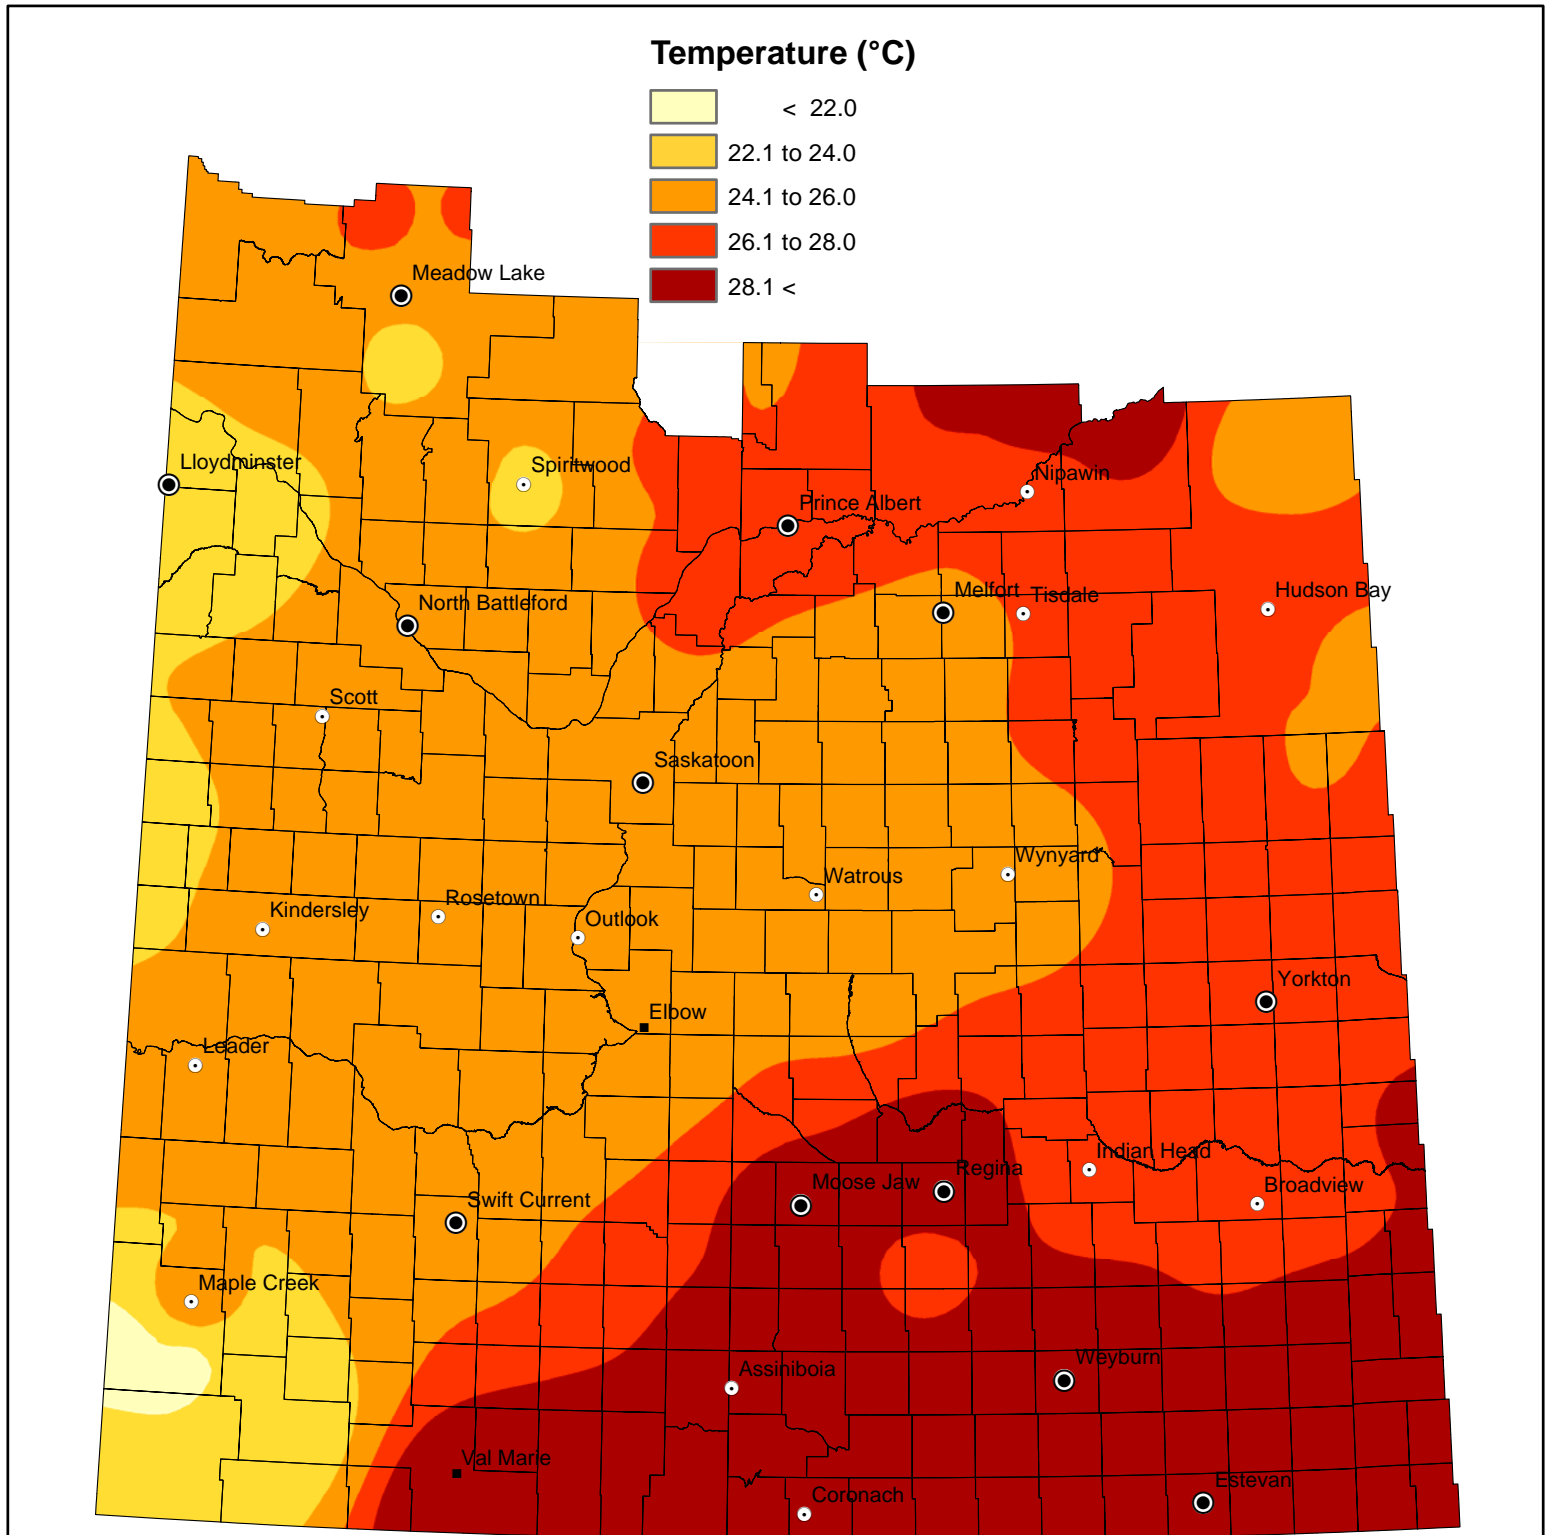 Temperature (°C)
< 22.0
22.1 to 24.0
24.1 to 26.0
26.1 to 28.0
28.1 <
Meadow Lake
Lloydminster
Spiritwood
Nipawin
Prince Albert
Melfort
Tisdale
Hudson Bay
North Battleford
Scott
Saskatoon
Wynyard
Watrous
Rosetown
Kindersley
Outlook
Yorkton
Elbow
Leader
Indian Head
Regina
Moose Jaw
Broadview
Swift Current
Maple Creek
Weyburn
Assiniboia
Val Marie
Estevan
Coronach